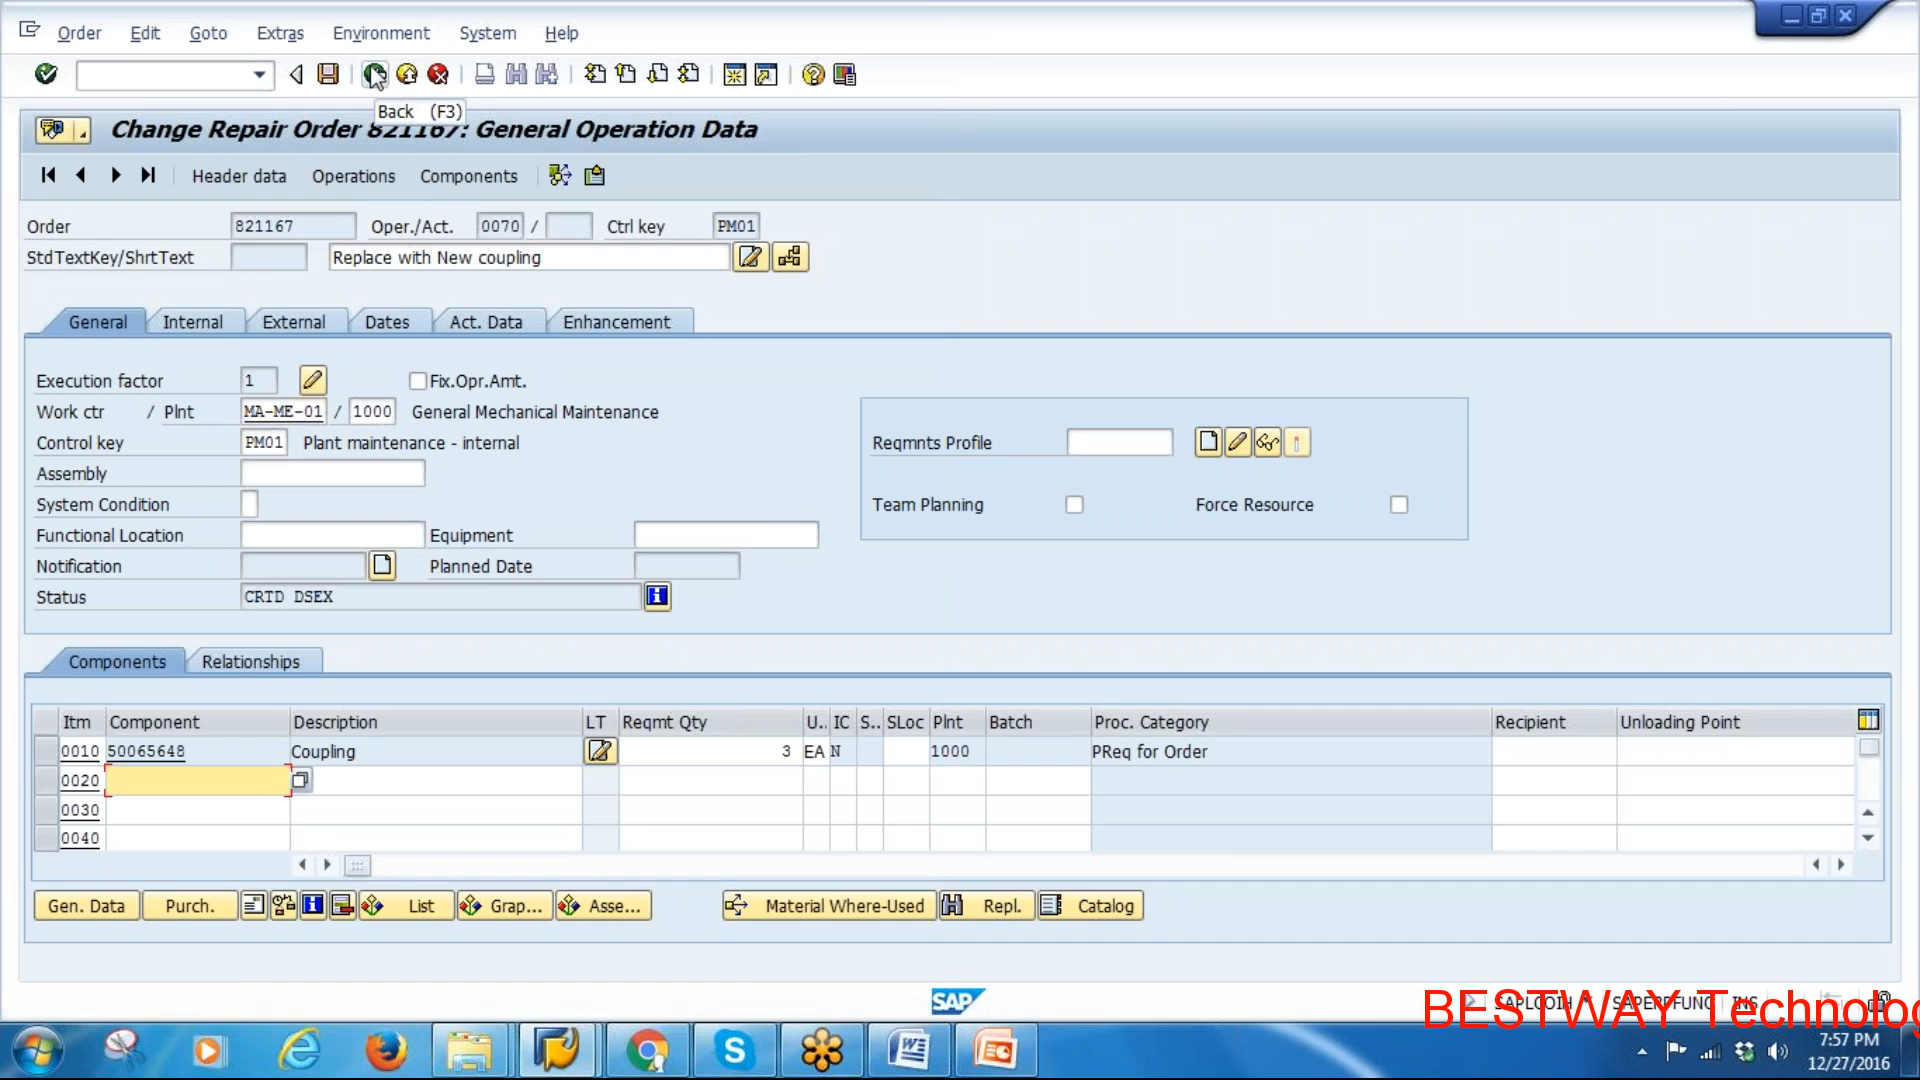 Order Edit Goto Extras Environment System Help
Back (F3)
Change Repair Order 821167: General Operation Data
Header data Operations Components
Order 821167 Oper./Act. 0070 / Ctrl key PM01
StdTextKey/ShrtText Replace with New coupling
General Internal External Dates Act. Data Enhancement
Execution factor 1 Fix.Opr.Amt.
Work ctr / Plnt MA-ME-01 / 1000 General Mechanical Maintenance
Control key PM01 Plant maintenance - internal
Reqmnts Profile
Assembly
System Condition
Team Planning Force Resource
Functional Location Equipment
Notification Planned Date
Status CRTD DSEX
Components Relationships
Itm Component Description LT Reqmt Qty U.. IC S.. SLoc Plnt Batch Proc. Category Recipient Unloading Point
0010 50065648 Coupling 3 EA N 1000 PReq for Order
0020
0030
0040
Gen. Data Purch. List Grap... Asse... Material Where-Used Repl. Catalog
SAP
BESTWAY Technolog
INS
7:57 PM
12/27/2016